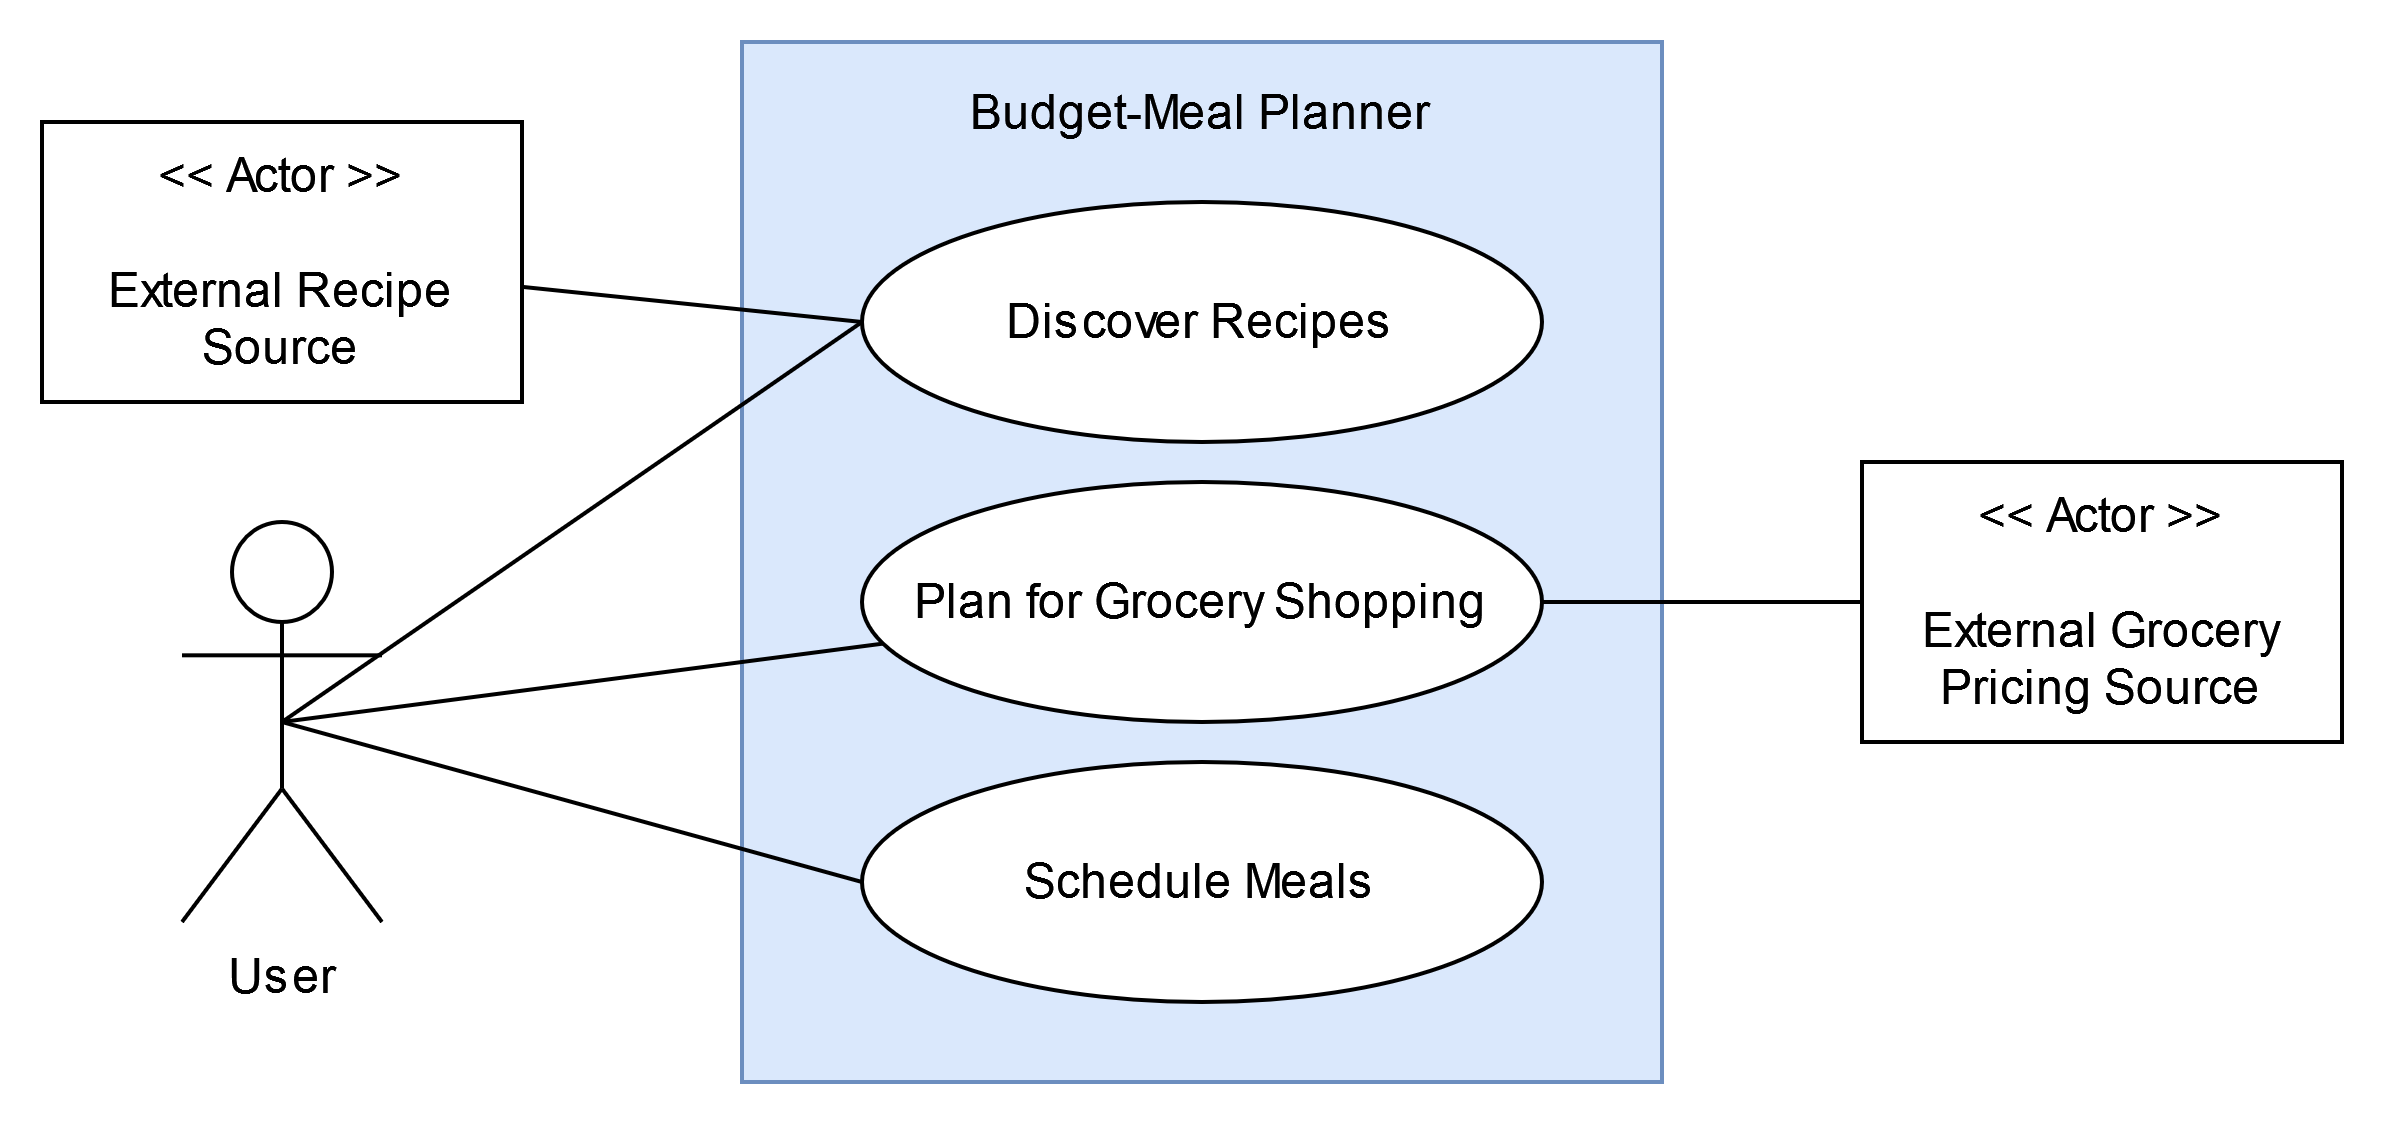 Budget-Meal Planner
<< Actor >>
External Recipe
Source
Discover Recipes
Plan for Grocery Shopping
<< Actor >>
External Grocery
Pricing Source
Schedule Meals
User